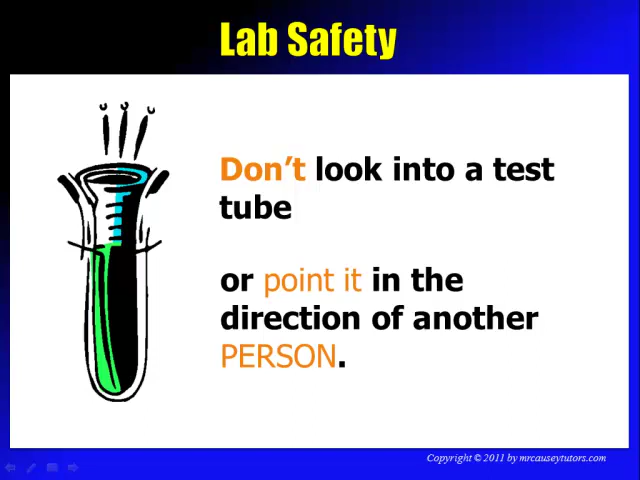 Lab Safety
Don't look into a test
tube
or point it in the
direction of another
PERSON.
Copyright © 2011 by mrcauseytutors.com